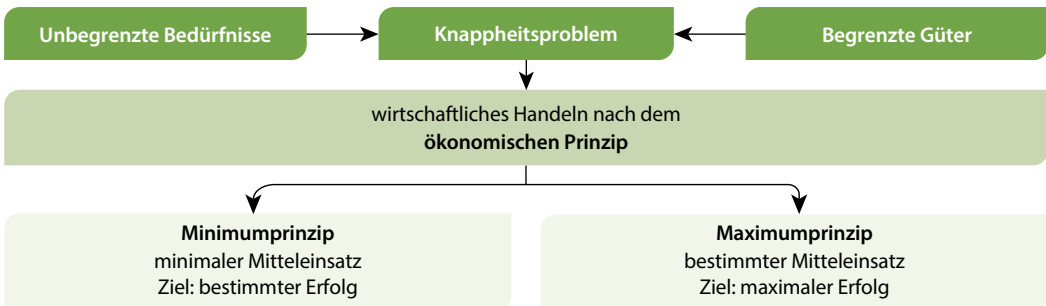 Unbegrenzte Bedürfnisse
Knappheitsproblem
Begrenzte Güter
wirtschaftliches Handeln nach dem
ökonomischen Prinzip
Minimumprinzip
minimaler Mitteleinsatz
Ziel: bestimmter Erfolg
Maximumprinzip
bestimmter Mitteleinsatz
Ziel: maximaler Erfolg